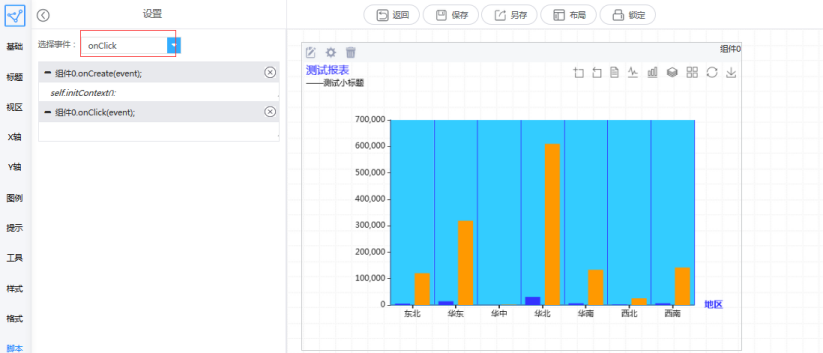 设置
返回
保存
另存
布局
锁定
基础
标题
视区
X轴
Y轴
图例
提示
工具
样式
格式
脚本
选择事件：
onClick
组件0.onCreate(event);
self.initContext();
组件0.onClick(event);
组件0
测试报表
——测试小标题
700,000
600,000
500,000
400,000
300,000
200,000
100,000
0
东北 华东 华中 华北 华南 西北 西南
地区